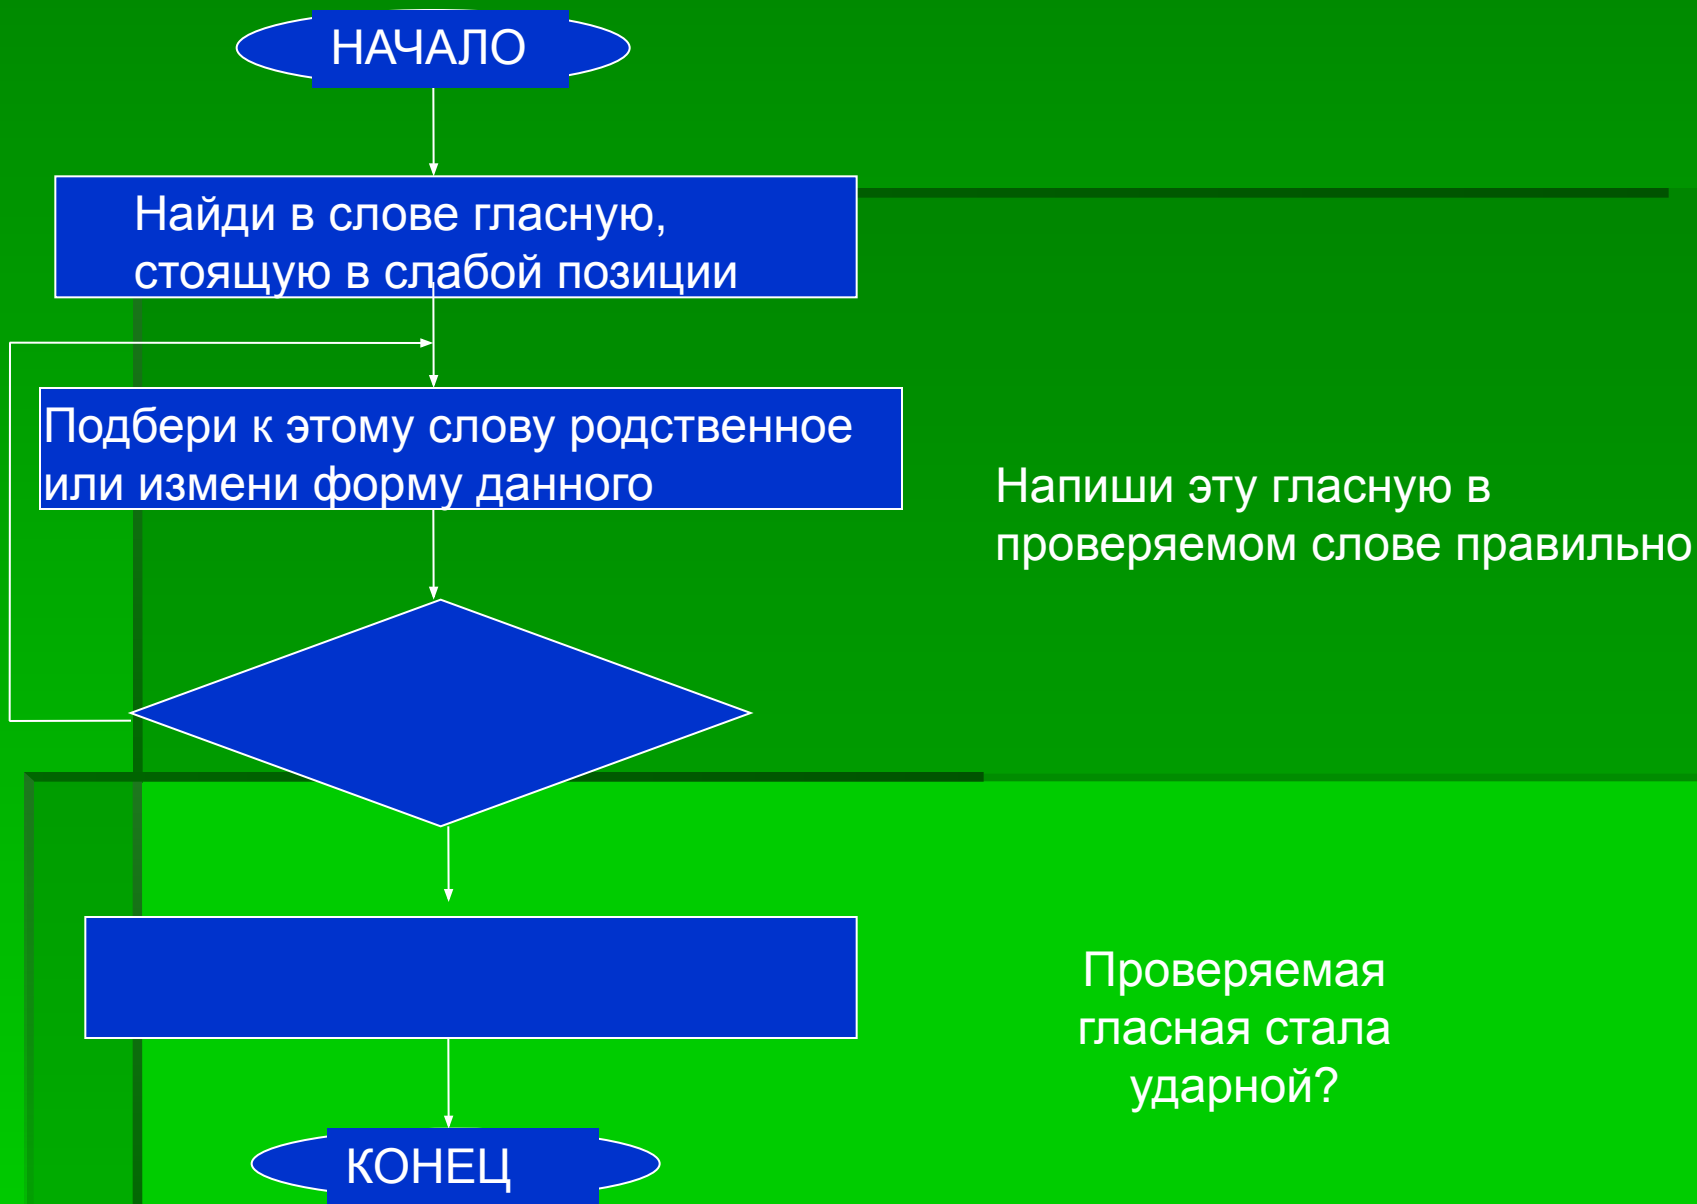 НАЧАЛО
Найди в слове гласную,
стоящую в слабой позиции
Подбери к этому слову родственное
или измени форму данного
Напиши эту гласную в
проверяемом слове правильно
Проверяемая
гласная стала
ударной?
КОНЕЦ